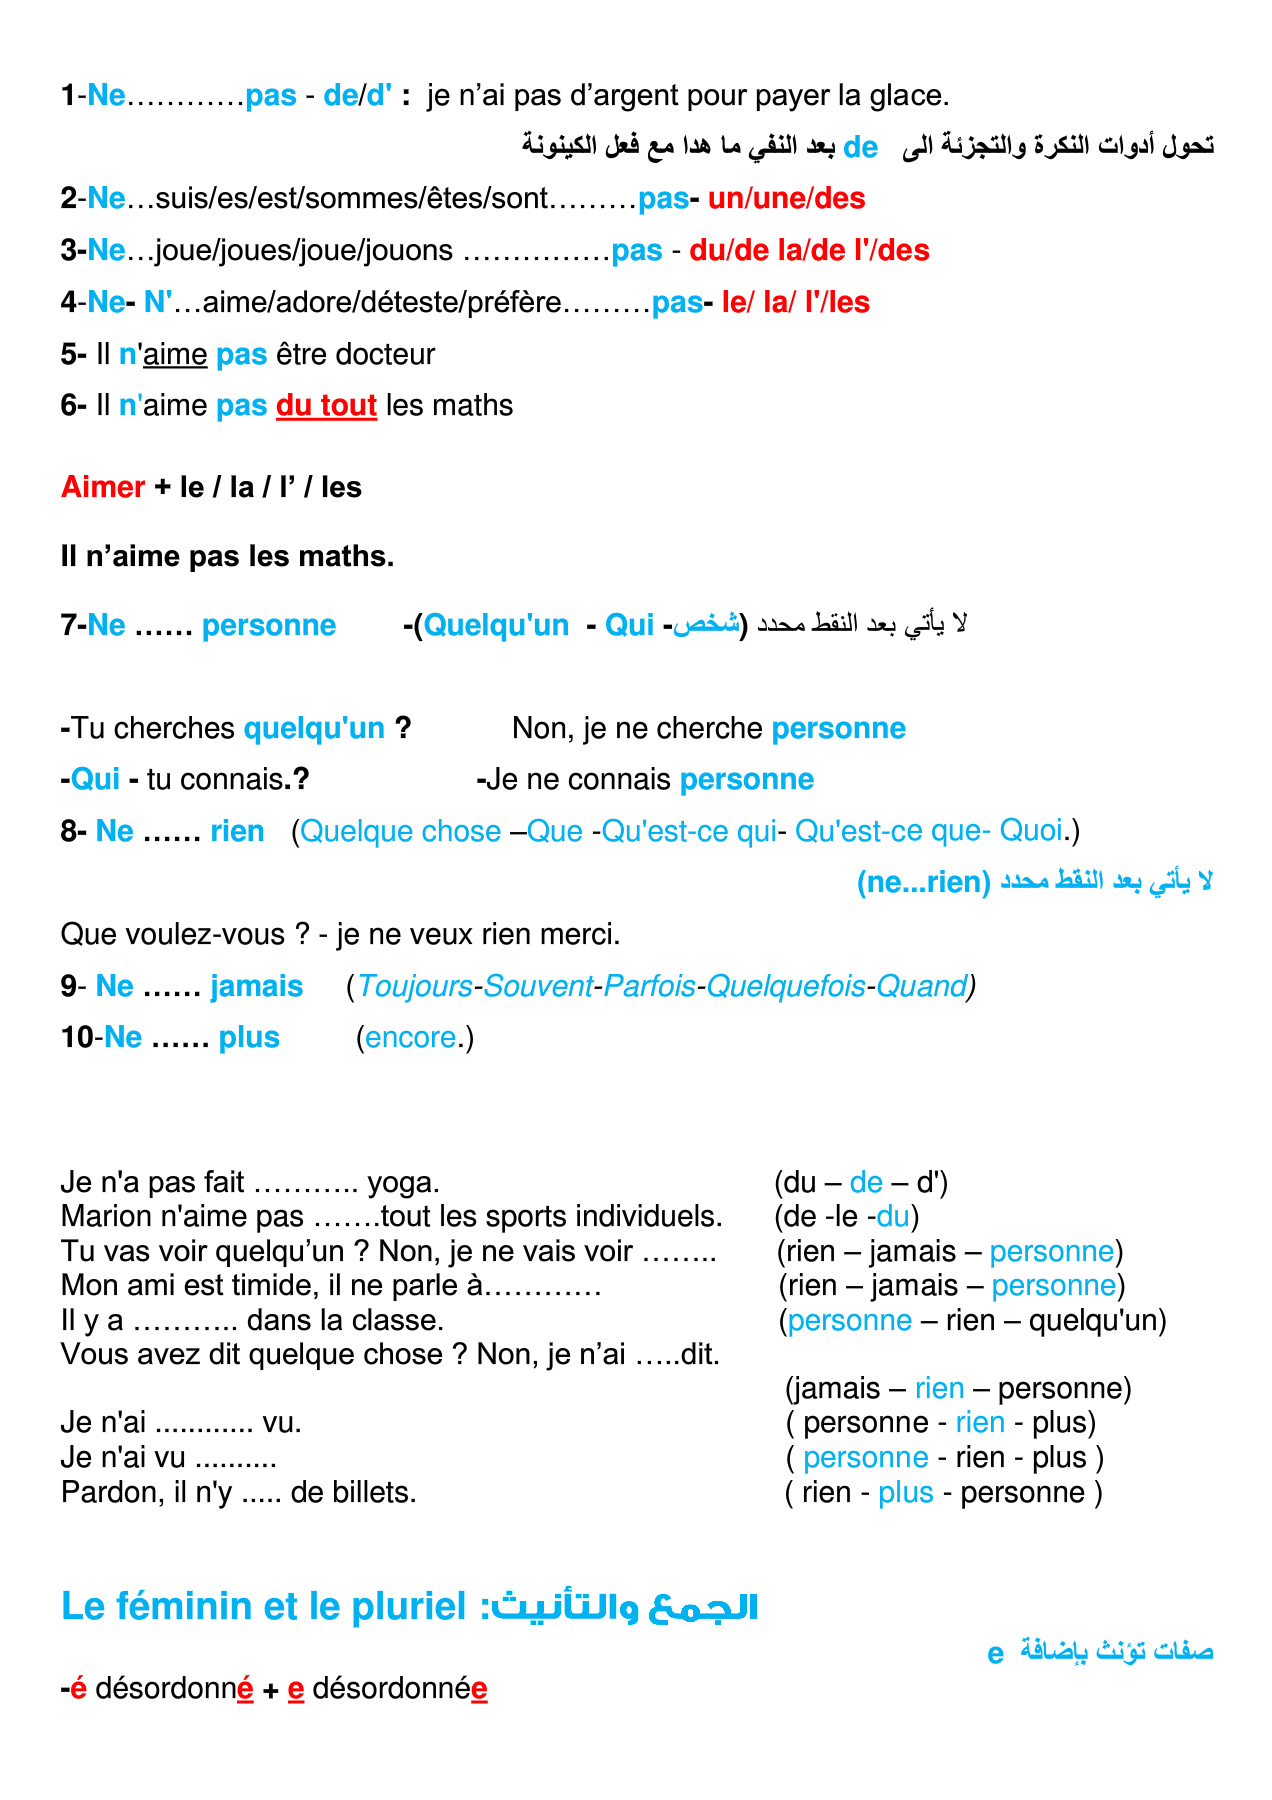 1-Ne…………pas - de/d' :  je n’ai pas d’argent pour payer la glace.
تحول أدوات النكرة والتجزئة الى de بعد النفي ما هدا مع فعل الكينونة
2-Ne…suis/es/est/sommes/êtes/sont………pas- un/une/des
3-Ne…joue/joues/joue/jouons ……………pas - du/de la/de l'/des
4-Ne- N'…aime/adore/déteste/préfère………pas- le/ la/ l'/les
5- Il n'aime pas être docteur
6- Il n'aime pas du tout les maths
Aimer + le / la / l’ / les
Il n’aime pas les maths.
7-Ne …… personne -(Quelqu'un - Qui -شخص) لا يأتي بعد النقط محدد
-Tu cherches quelqu'un ? Non, je ne cherche personne
-Qui - tu connais.? -Je ne connais personne
8- Ne …… rien (Quelque chose –Que -Qu'est-ce qui- Qu'est-ce que- Quoi.)
لا يأتي بعد النقط محدد (ne...rien)
Que voulez-vous ? - je ne veux rien merci.
9- Ne …… jamais (Toujours-Souvent-Parfois-Quelquefois-Quand)
10-Ne …… plus (encore.)
Je n'a pas fait ……….. yoga. (du – de – d')
Marion n'aime pas …….tout les sports individuels. (de -le -du)
Tu vas voir quelqu’un ? Non, je ne vais voir …….. (rien – jamais – personne)
Mon ami est timide, il ne parle à………… (rien – jamais – personne)
Il y a ……….. dans la classe. (personne – rien – quelqu'un)
Vous avez dit quelque chose ? Non, je n’ai …..dit.
(jamais – rien – personne)
Je n'ai ............ vu. ( personne - rien - plus)
Je n'ai vu .......... ( personne - rien - plus )
Pardon, il n'y ..... de billets. ( rien - plus - personne )
Le féminin et le pluriel :الجمع والتأنيث
صفات تؤنث بإضافة e
-é désordonné + e désordonnée